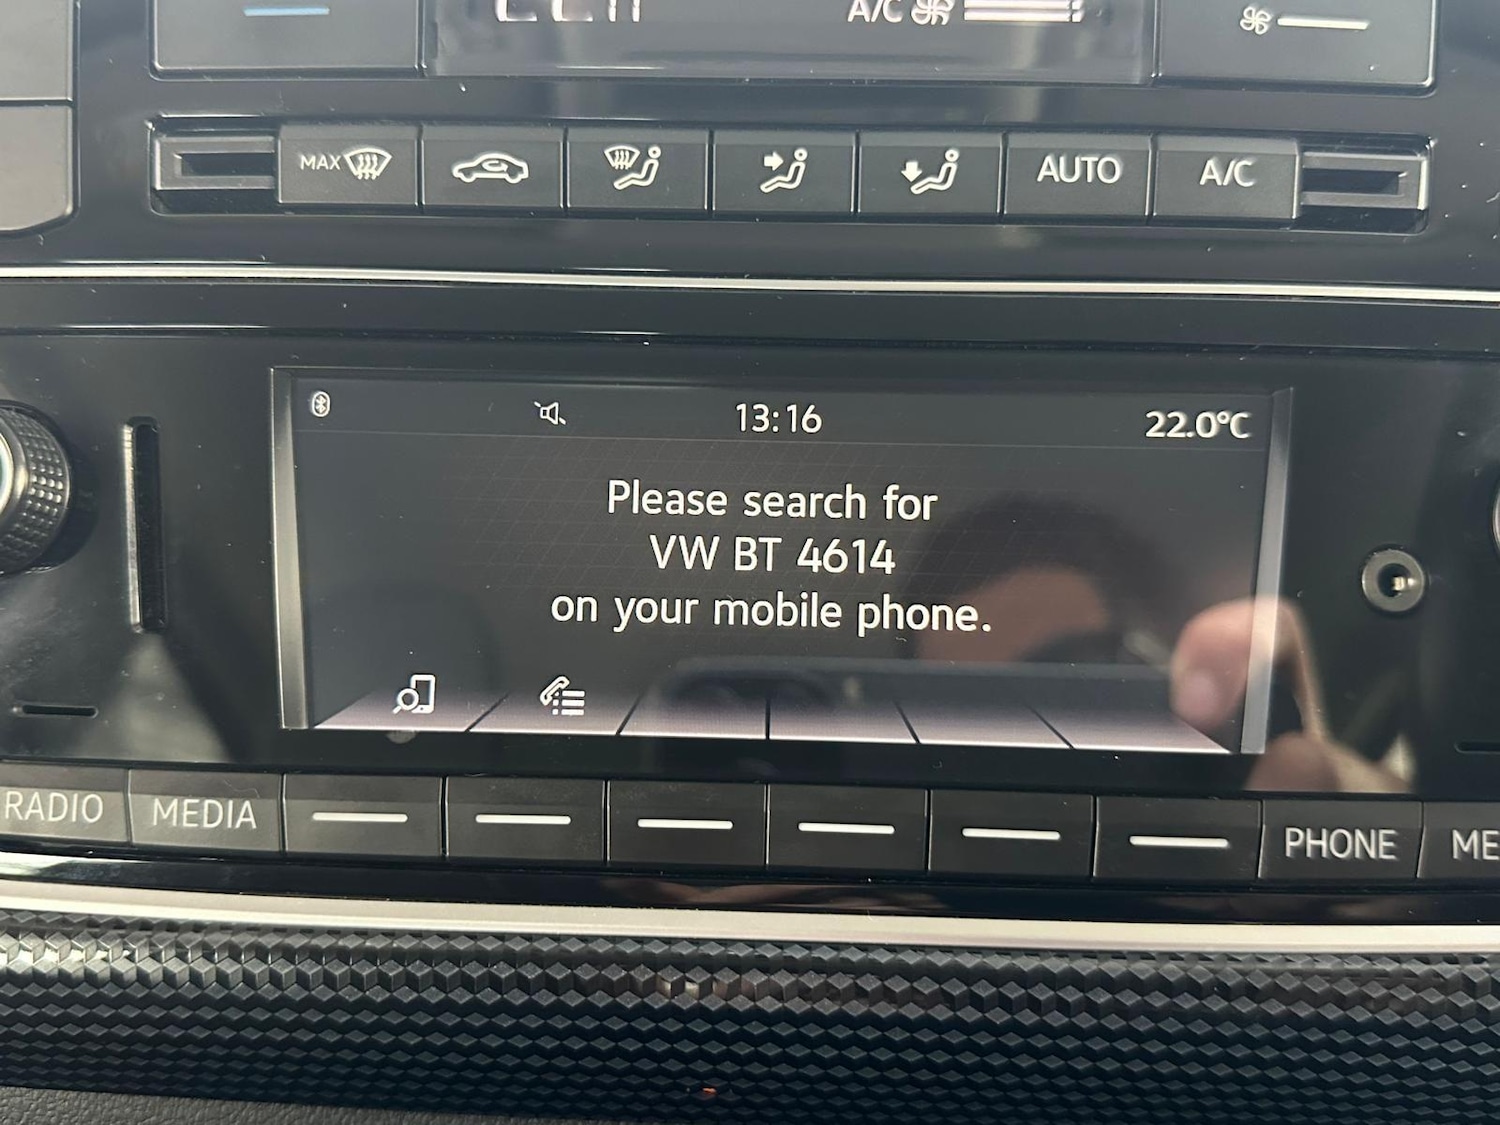 A/C
MAX
AUTO
A/C
13:16
22.0°C
Please search for
VW BT 4614
on your mobile phone.
RADIO
MEDIA
PHONE